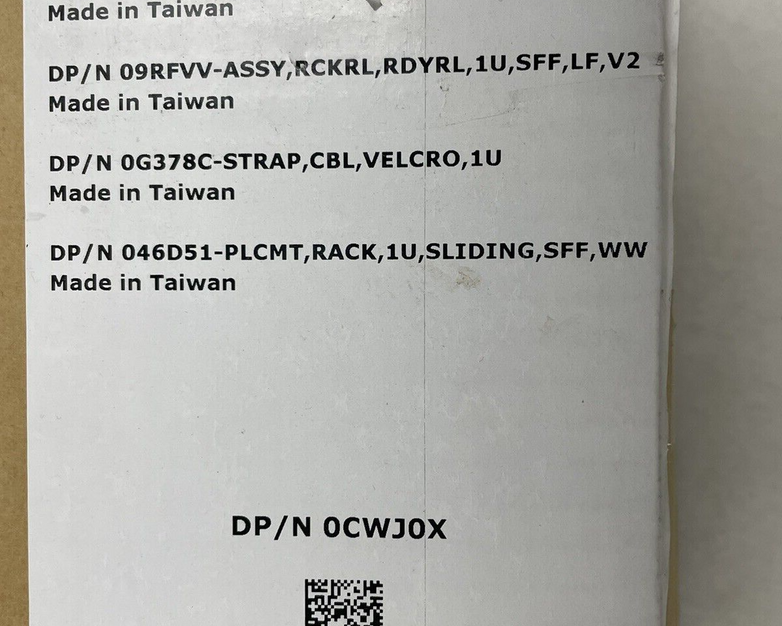 Made in Taiwan
DP/N 09RFVV-ASSY,RCKRL,RDYRL,1U,SFF,LF,V2
Made in Taiwan
DP/N 0G378C-STRAP,CBL,VELCRO,1U
Made in Taiwan
DP/N 046D51-PLCMT,RACK,1U,SLIDING,SFF,WW
Made in Taiwan
DP/N 0CWJ0X